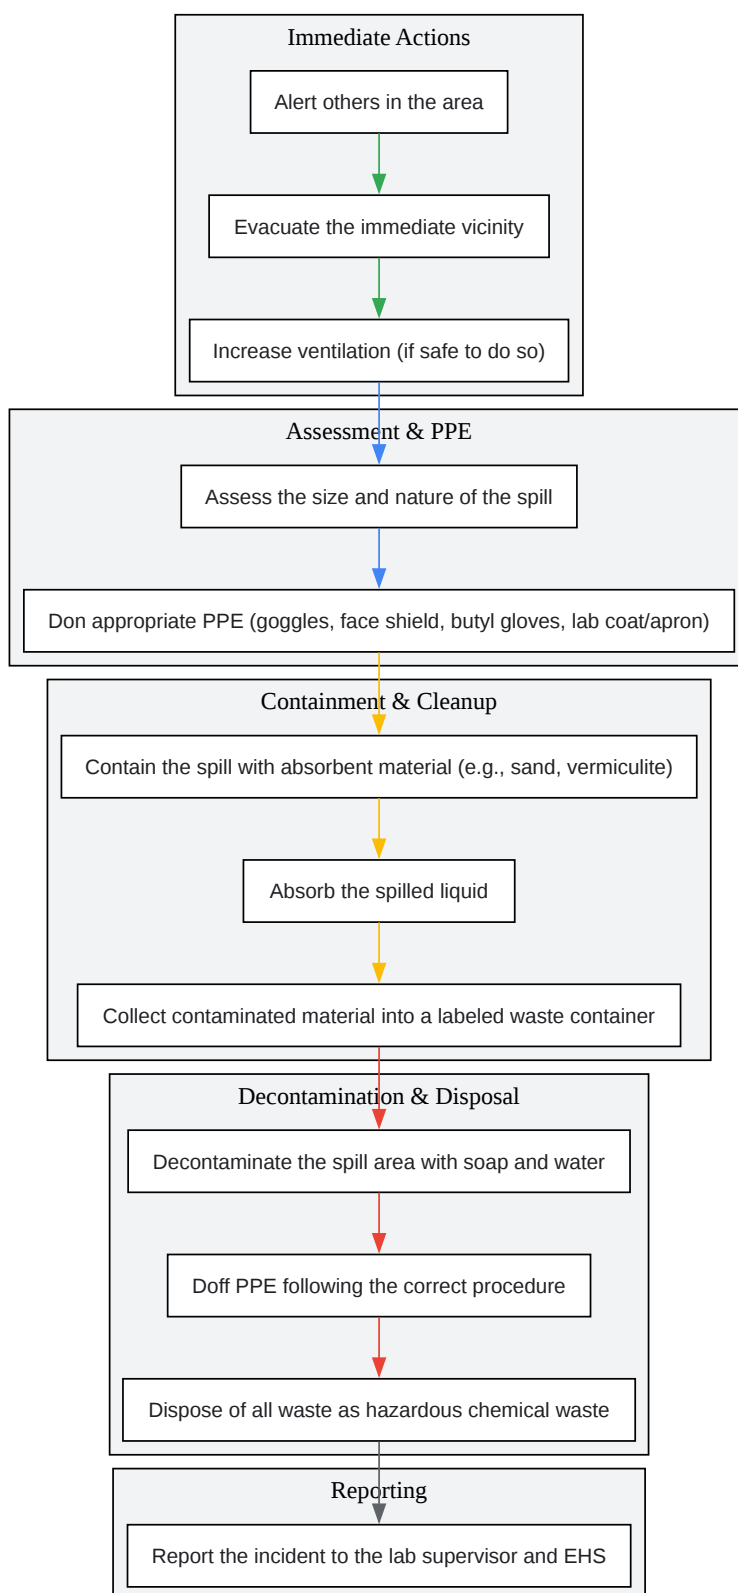 Immediate Actions
Alert others in the area
Evacuate the immediate vicinity
Increase ventilation (if safe to do so)
Assessment & PPE
Assess the size and nature of the spill
Don appropriate PPE (goggles, face shield, butyl gloves, lab coat/apron)
Containment & Cleanup
Contain the spill with absorbent material (e.g., sand, vermiculite)
Absorb the spilled liquid
Collect contaminated material into a labeled waste container
Decontamination & Disposal
Decontaminate the spill area with soap and water
Doff PPE following the correct procedure
Dispose of all waste as hazardous chemical waste
Reporting
Report the incident to the lab supervisor and EHS